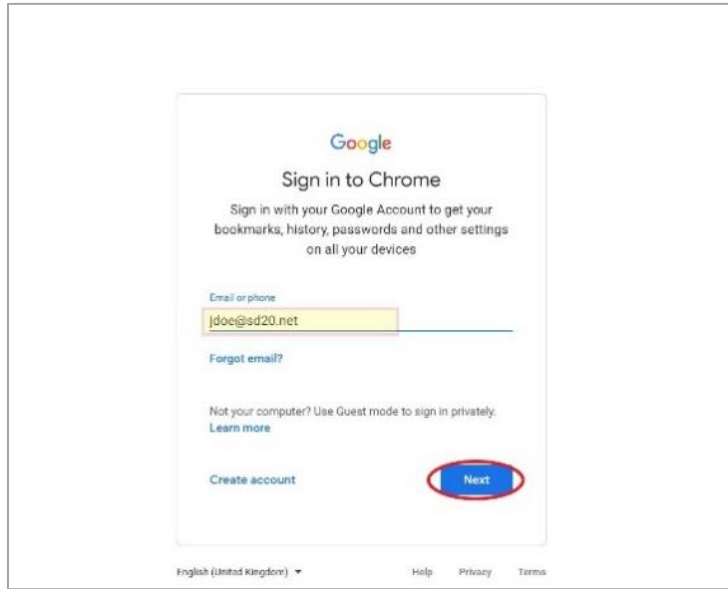 Google
Sign in to Chrome
Sign in with your Google Account to get your
bookmarks, history, passwords and other settings
on all your devices
Email or phone
jdoe@sd20.net
Forgot email?
Not your computer? Use Guest mode to sign in privately.
Learn more
Create account
Next
English (United Kingdom)
Help
Privacy
Terms